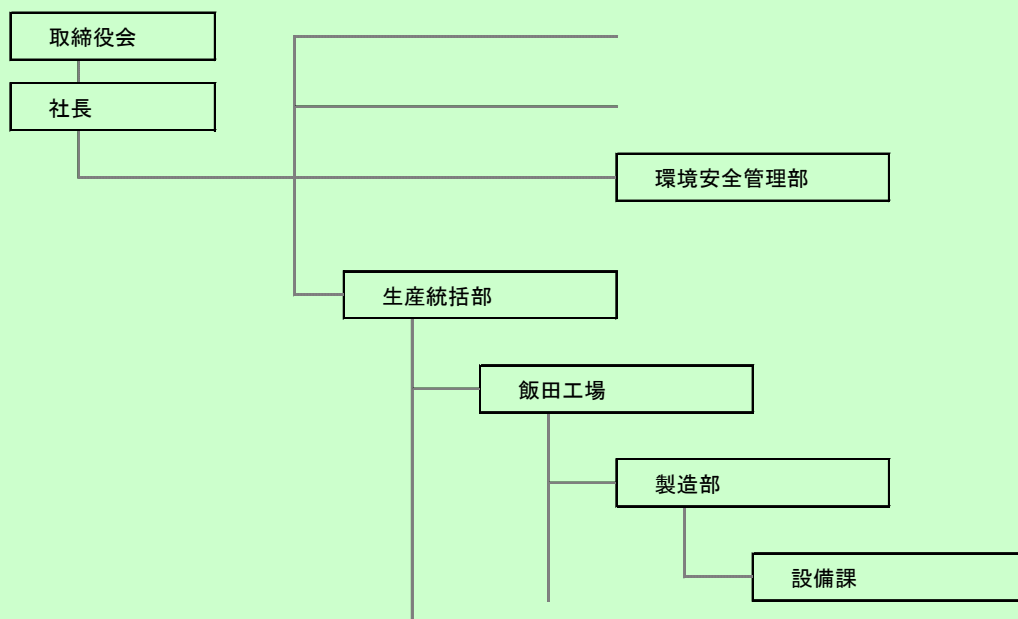 取締役会
社長
環境安全管理部
生産統括部
飯田工場
製造部
設備課